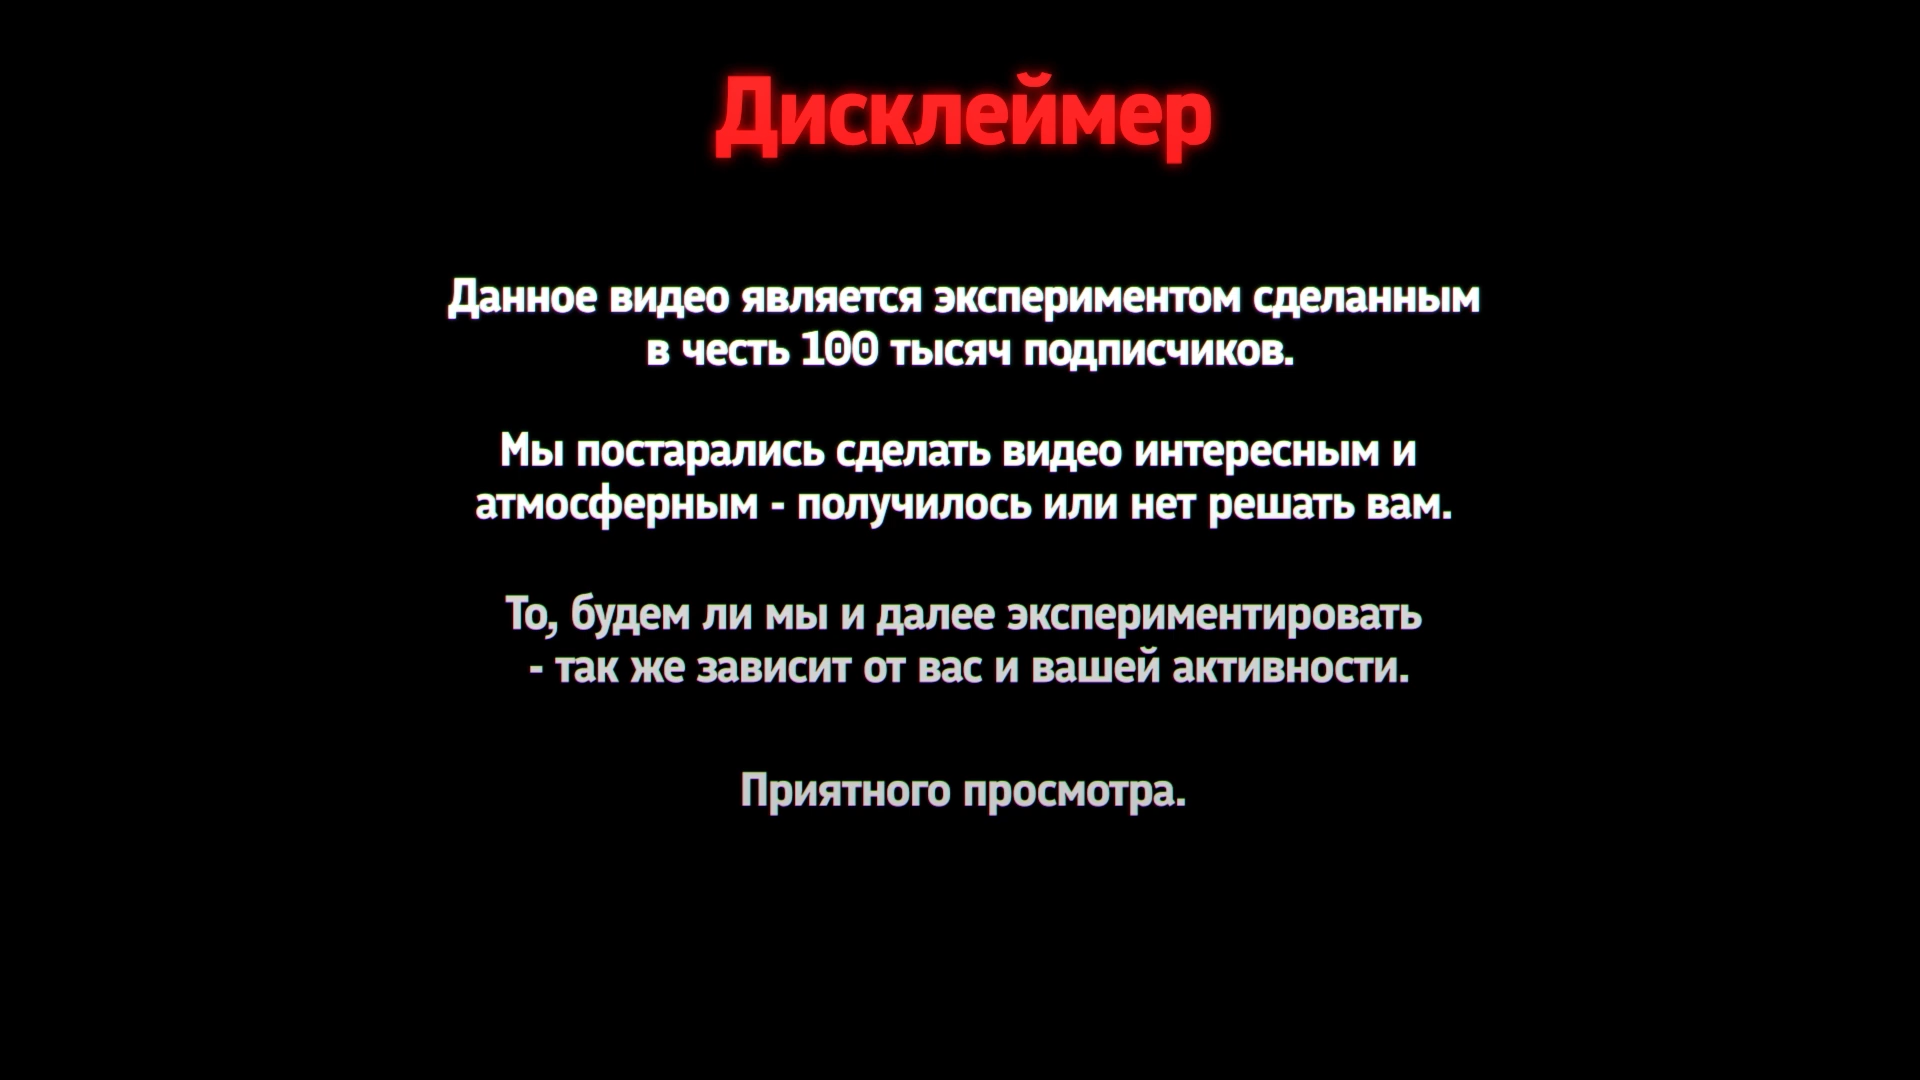 Дисклеймер
Данное видео является экспериментом сделанным
в честь 100 тысяч подписчиков.
Мы постарались сделать видео интересным и
атмосферным - получилось или нет решать вам.
То, будем ли мы и далее экспериментировать
- так же зависит от вас и вашей активности.
Приятного просмотра.